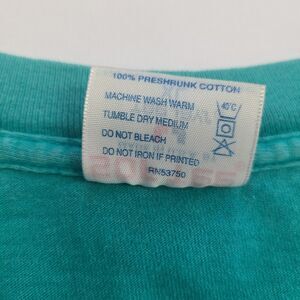 100% PRESHRUNK COTTON
MACHINE WASH WARM
40°C
TUMBLE DRY MEDIUM
DO NOT BLEACH
DO NOT IRON IF PRINTED
RN53750